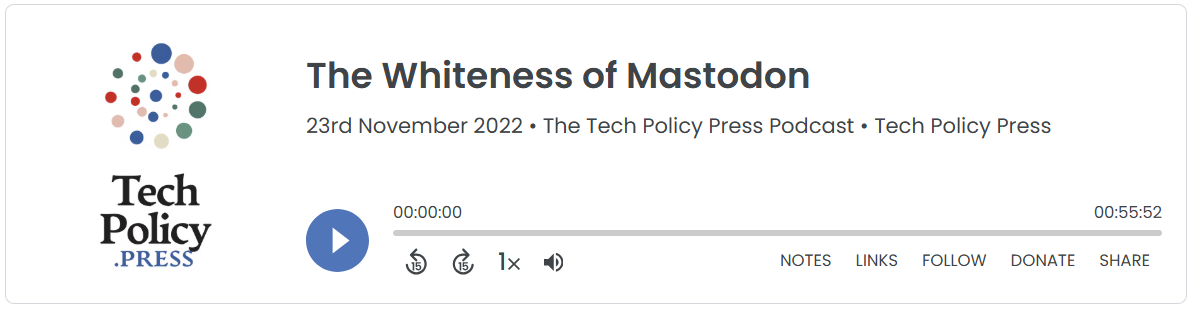 The Whiteness of Mastodon
23rd November 2022 • The Tech Policy Press Podcast • Tech Policy Press
Tech
Policy
.PRESS
00:00:00
00:55:52
15
15
1×
NOTES
LINKS
FOLLOW
DONATE
SHARE